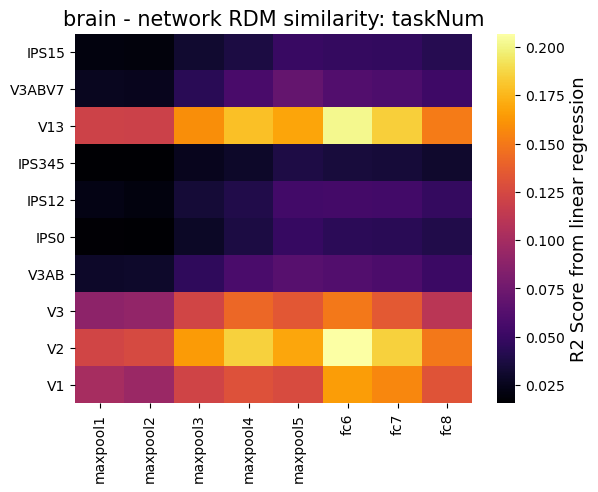 brain - network RDM similarity: taskNum
IPS15
V3ABV7
V13
IPS345
IPS12
IPS0
V3AB
V3
V2
V1
maxpool1
maxpool2
maxpool3
maxpool4
maxpool5
fc6
fc7
fc8
0.200
0.175
0.150
0.125
0.100
0.075
0.050
0.025
R2 Score from linear regression